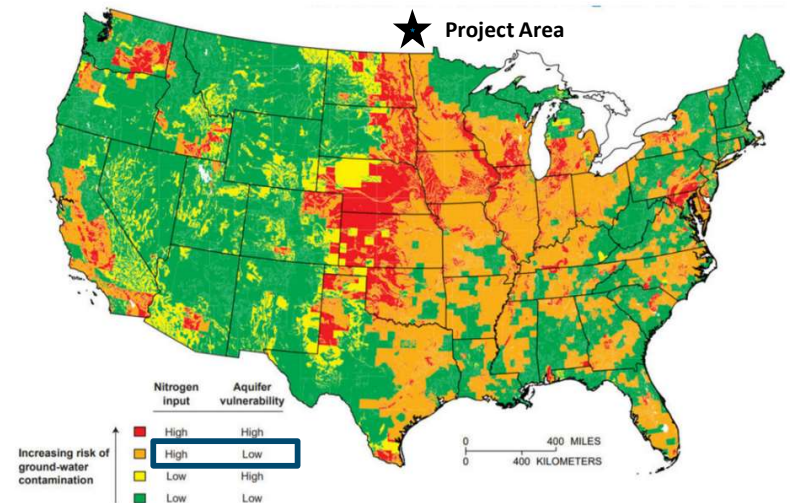 Project Area
Nitrogen input
Aquifer vulnerability
Increasing risk of ground-water contamination
High High
High Low
Low High
Low Low
0 400 MILES
0 400 KILOMETERS